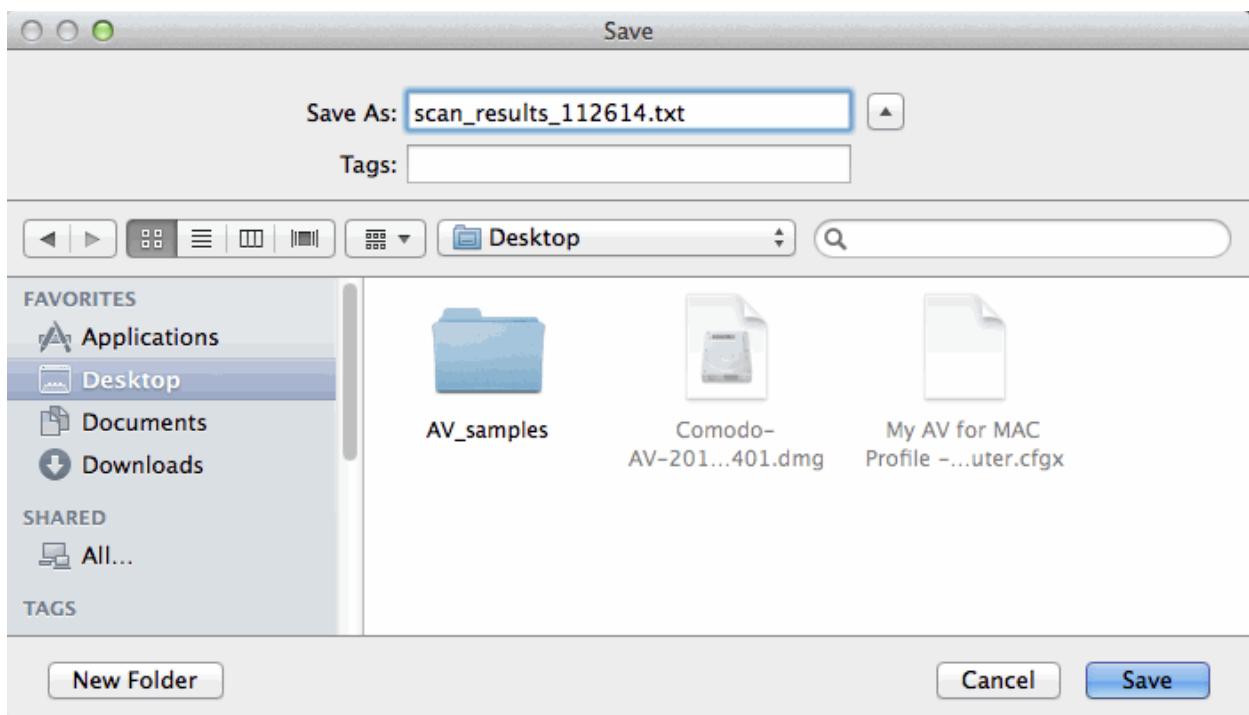 Save
Save As: scan_results_112614.txt
Tags:
Desktop
FAVORITES
Applications
Desktop
Documents
Downloads
SHARED
All...
TAGS
AV_samples
Comodo-
AV-201...401.dmg
My AV for MAC
Profile -...uter.cfgx
New Folder
Cancel
Save